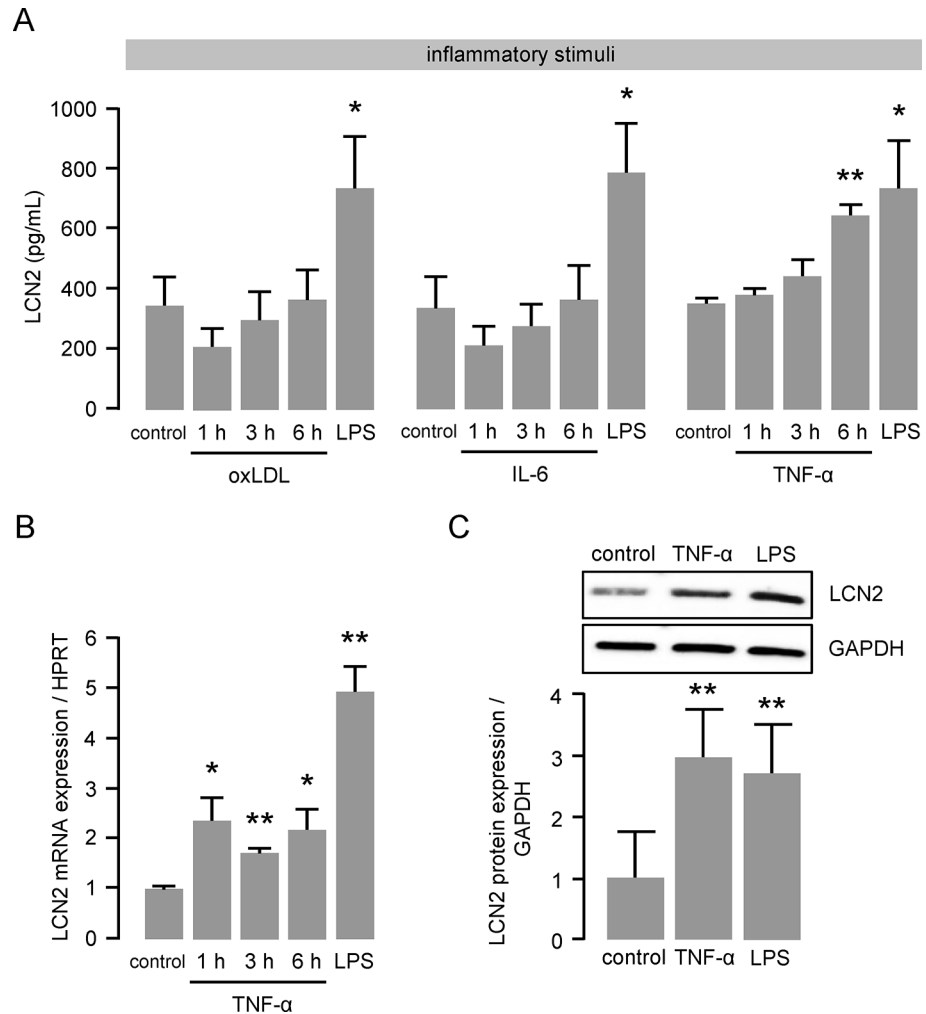 A
inflammatory stimuli
LCN2 (pg/mL)
1000
800
600
400
200
0
* * ** *
control 1 h 3 h 6 h LPS control 1 h 3 h 6 h LPS control 1 h 3 h 6 h LPS
oxLDL IL-6 TNF-α
B
LCN2 mRNA expression / HPRT
6
5
4
3
2
1
0
* ** * **
control 1 h 3 h 6 h LPS
TNF-α
C
control TNF-α LPS
LCN2
GAPDH
LCN2 protein expression /
GAPDH
4
3
2
1
0
** **
control TNF-α LPS